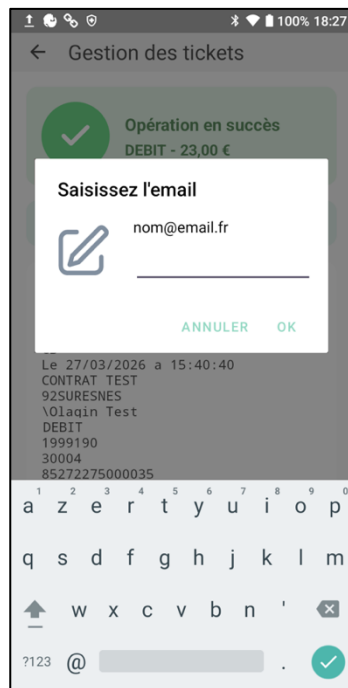 100% 18:27
Gestion des tickets
Opération en succès
DEBIT - 23,00 €
Saisissez l'email
nom@email.fr
ANNULER OK
Le 27/03/2026 a 15:40:40
CONTRAT TEST
92SURESNES
\Olaqin Test
DEBIT
1999190
30004
85272275000035
1 2 3 4 5 6 7 8 9 0
a z e r t y u i o p
q s d f g h j k l m
w x c v b n '
?123 @ .